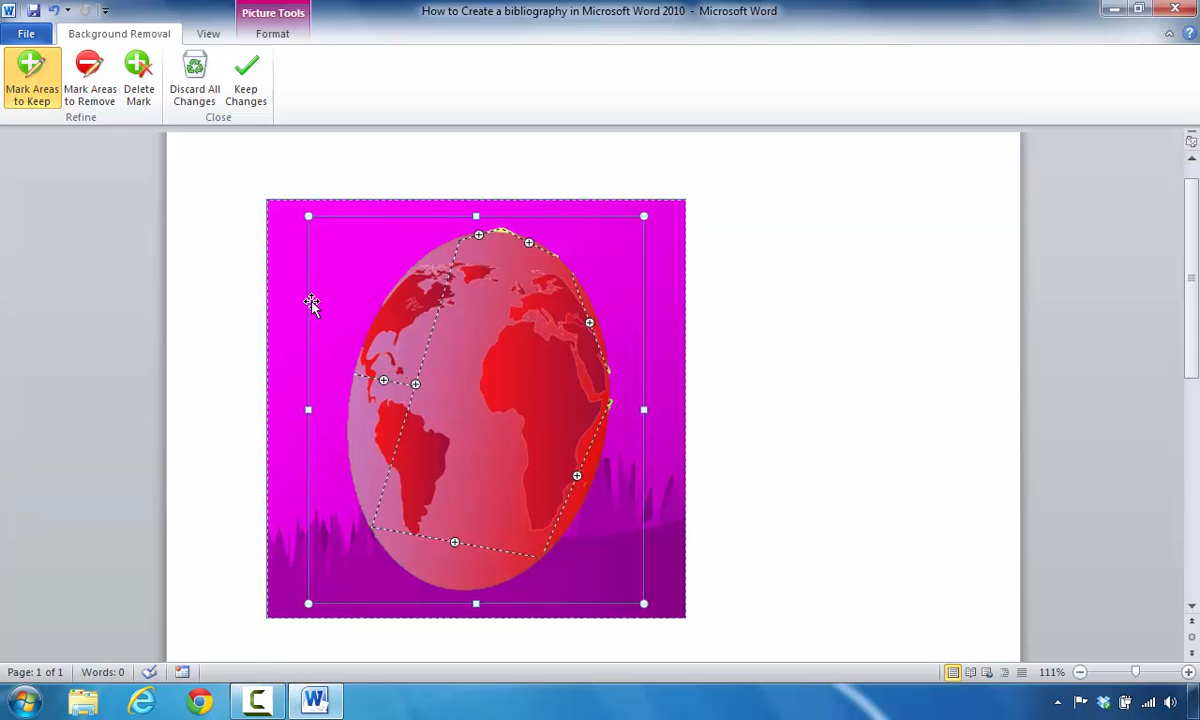 How to Create a bibliography in Microsoft Word 2010 - Microsoft Word
Picture Tools
File
Background Removal
View
Format
Mark Areas to Keep
Mark Areas to Remove
Delete Mark
Discard All Changes
Keep Changes
Refine
Close
Page: 1 of 1
Words: 0
111%